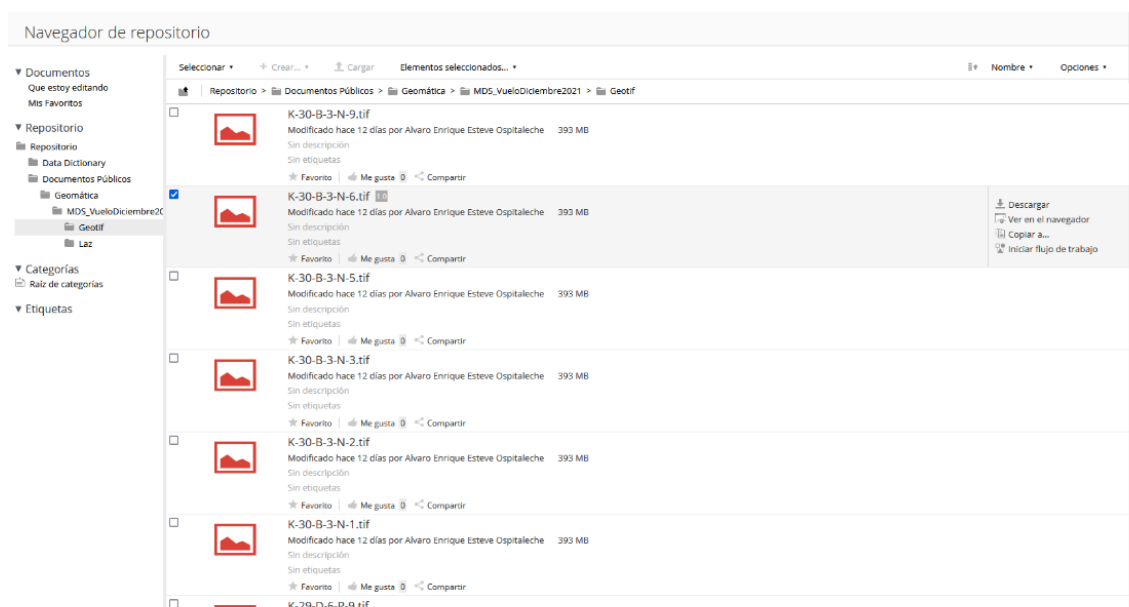 Navegador de repositorio
▼ Documentos
Que estoy editando
Mis Favoritos
▼ Repositorio
Repositorio
Data Dictionary
Documentos Públicos
Geomática
MDS_VueloDiciembre20
Geotif
Laz
▼ Categorías
Raíz de categorías
▼ Etiquetas
Seleccionar ▾ + Crear... ▾ Cargar Elementos seleccionados... ▾ Nombre ▾ Opciones ▾
Repositorio > Documentos Públicos > Geomática > MDS_VueloDiciembre2021 > Geotif
K-30-B-3-N-9.tif
Modificado hace 12 días por Alvaro Enrique Esteve Ospitaleche 393 MB
Sin descripción
Sin etiquetas
Favorito Me gusta 0 Compartir
K-30-B-3-N-6.tif 1.0
Modificado hace 12 días por Alvaro Enrique Esteve Ospitaleche 393 MB
Sin descripción
Sin etiquetas
Favorito Me gusta 0 Compartir
Descargar
Ver en el navegador
Copiar a...
Iniciar flujo de trabajo
K-30-B-3-N-5.tif
Modificado hace 12 días por Alvaro Enrique Esteve Ospitaleche 393 MB
Sin descripción
Sin etiquetas
Favorito Me gusta 0 Compartir
K-30-B-3-N-3.tif
Modificado hace 12 días por Alvaro Enrique Esteve Ospitaleche 393 MB
Sin descripción
Sin etiquetas
Favorito Me gusta 0 Compartir
K-30-B-3-N-2.tif
Modificado hace 12 días por Alvaro Enrique Esteve Ospitaleche 393 MB
Sin descripción
Sin etiquetas
Favorito Me gusta 0 Compartir
K-30-B-3-N-1.tif
Modificado hace 12 días por Alvaro Enrique Esteve Ospitaleche 393 MB
Sin descripción
Sin etiquetas
Favorito Me gusta 0 Compartir
K-29-D-6-P-9.tif